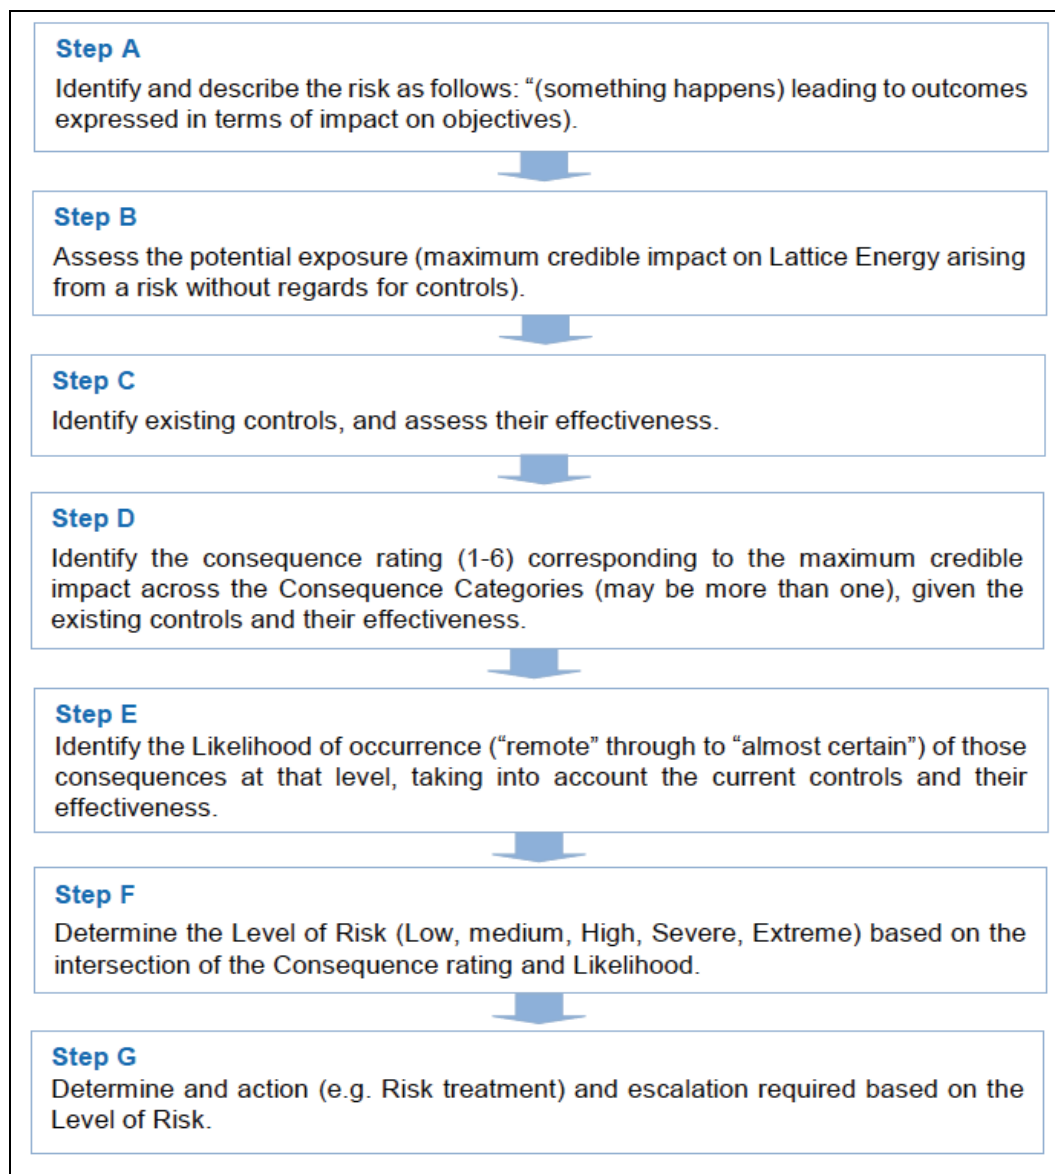 Step A
Identify and describe the risk as follows: “(something happens) leading to outcomes
expressed in terms of impact on objectives).
Step B
Assess the potential exposure (maximum credible impact on Lattice Energy arising
from a risk without regards for controls).
Step C
Identify existing controls, and assess their effectiveness.
Step D
Identify the consequence rating (1-6) corresponding to the maximum credible
impact across the Consequence Categories (may be more than one), given the
existing controls and their effectiveness.
Step E
Identify the Likelihood of occurrence (“remote” through to “almost certain”) of those
consequences at that level, taking into account the current controls and their
effectiveness.
Step F
Determine the Level of Risk (Low, medium, High, Severe, Extreme) based on the
intersection of the Consequence rating and Likelihood.
Step G
Determine and action (e.g. Risk treatment) and escalation required based on the
Level of Risk.